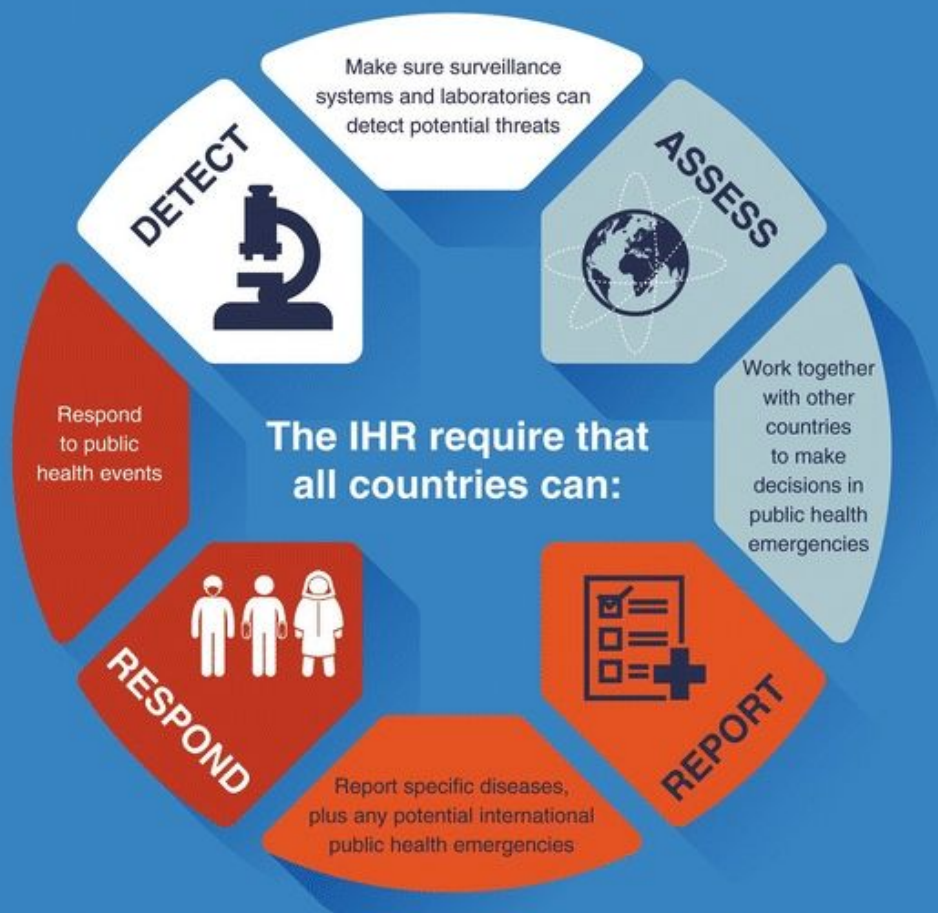 The IHR require that
all countries can:
DETECT
Make sure surveillance
systems and laboratories can
detect potential threats
ASSESS
Work together
with other
countries
to make
decisions in
public health
emergencies
REPORT
Report specific diseases,
plus any potential international
public health emergencies
RESPOND
Respond
to public
health events